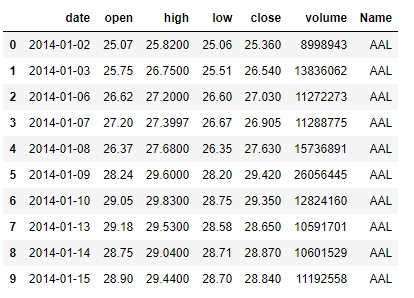 date open high low close volume Name
0 2014-01-02 25.07 25.8200 25.06 25.360 8998943 AAL
1 2014-01-03 25.75 26.7500 25.51 26.540 13836062 AAL
2 2014-01-06 26.62 27.2000 26.60 27.030 11272273 AAL
3 2014-01-07 27.20 27.3997 26.67 26.905 11288775 AAL
4 2014-01-08 26.37 27.6800 26.35 27.630 15736891 AAL
5 2014-01-09 28.24 29.6000 28.20 29.420 26056445 AAL
6 2014-01-10 29.05 29.8300 28.75 29.350 12824160 AAL
7 2014-01-13 29.18 29.5300 28.58 28.650 10591701 AAL
8 2014-01-14 28.75 29.0400 28.71 28.870 10601529 AAL
9 2014-01-15 28.90 29.4400 28.70 28.840 11192558 AAL